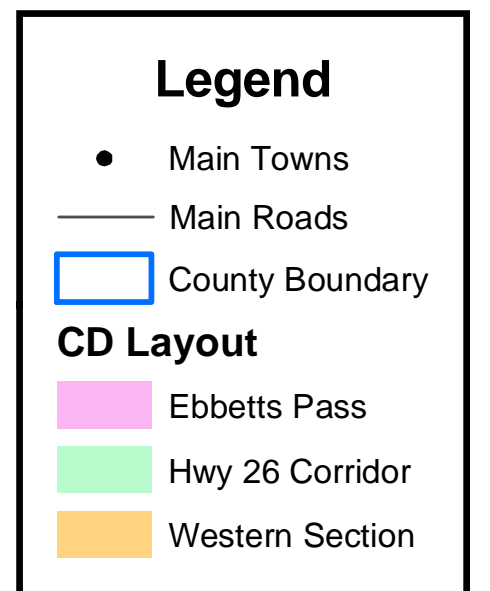 Legend
Main Towns
Main Roads
County Boundary
CD Layout
Ebbetts Pass
Hwy 26 Corridor
Western Section